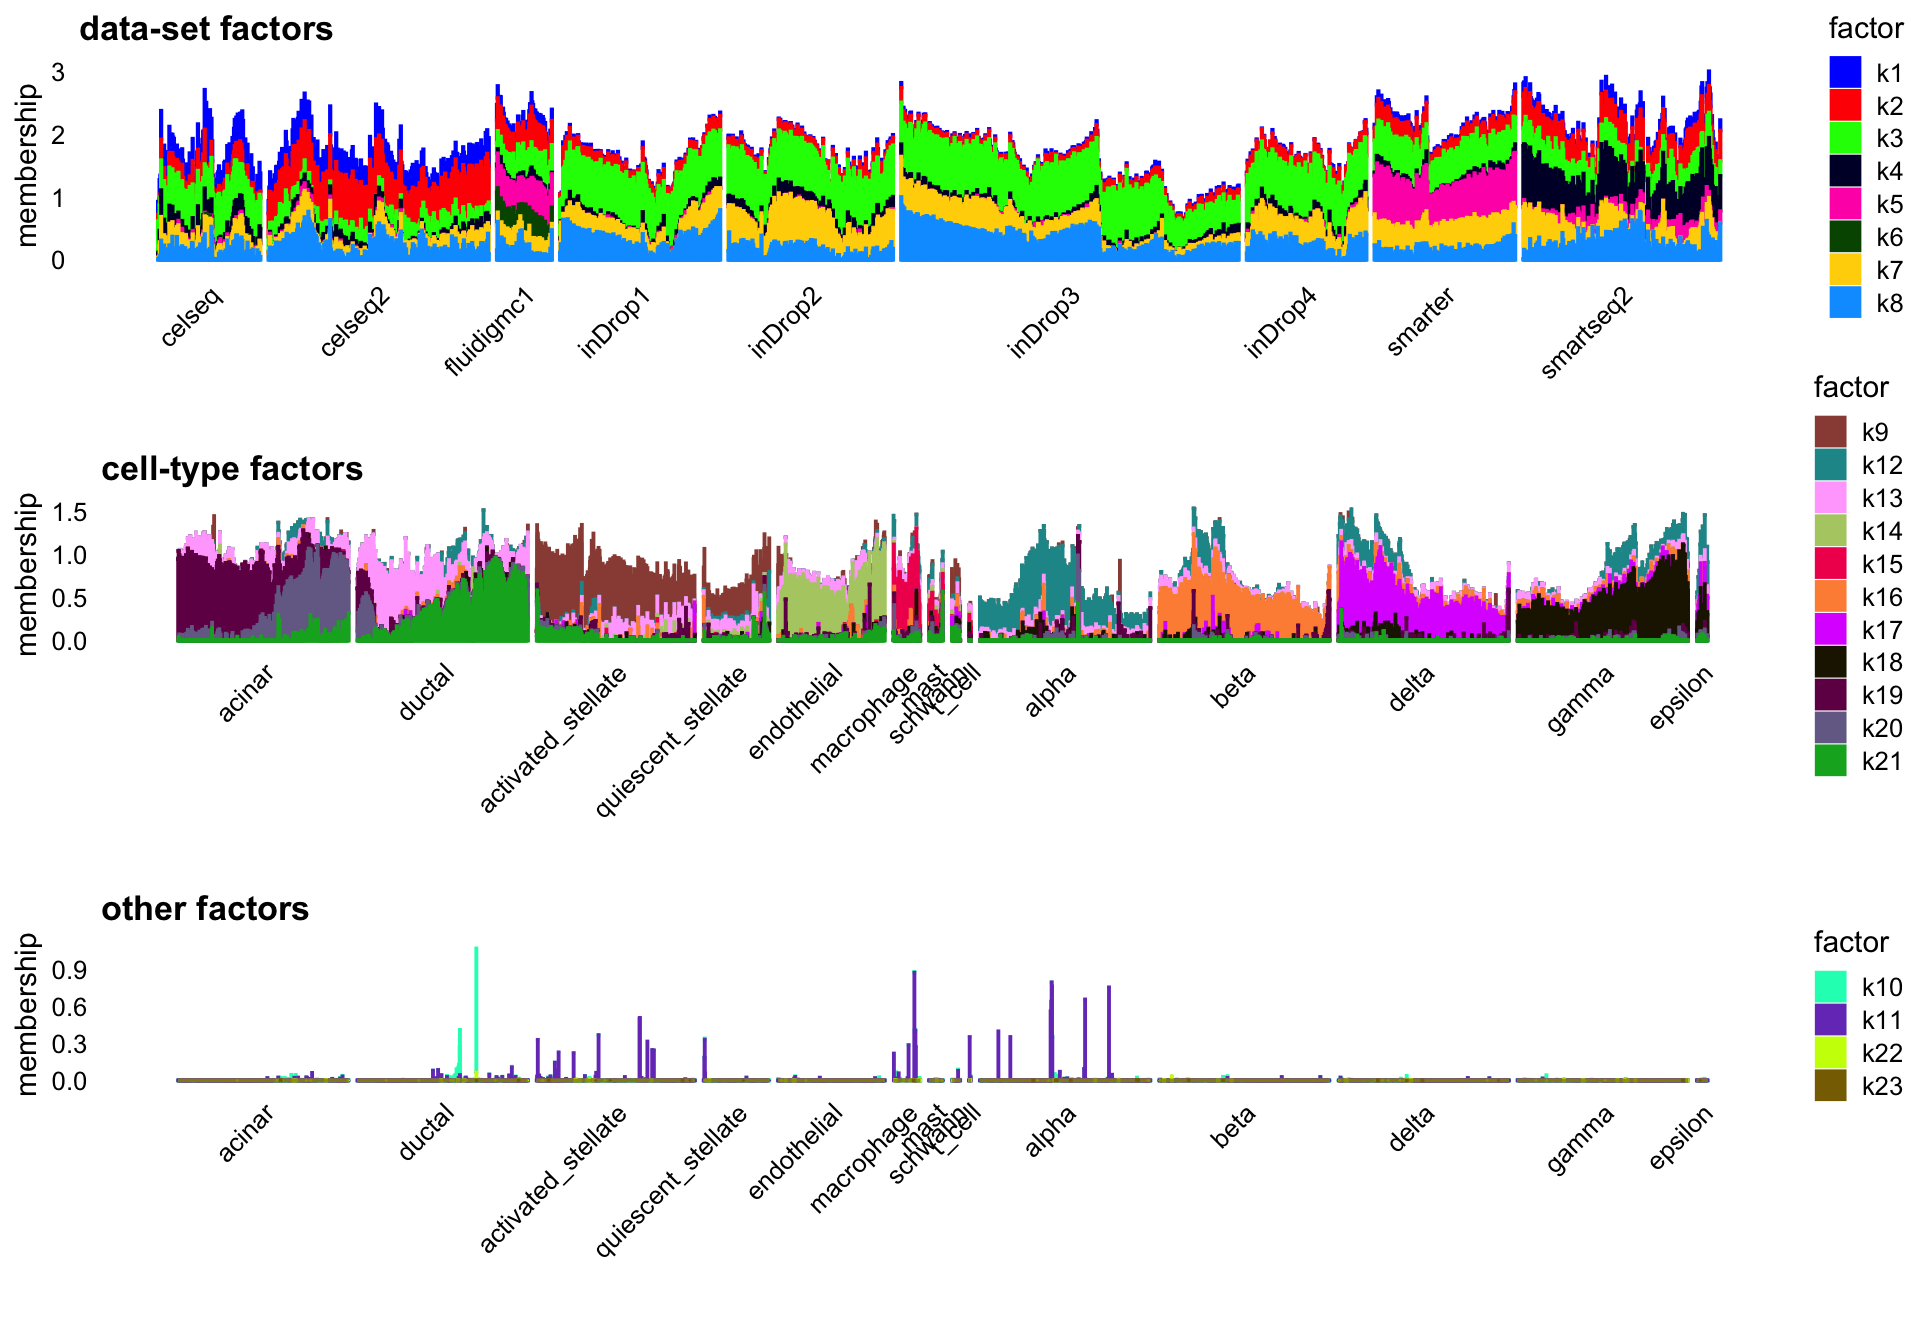 data-set factors
membership
3
2
1
0
celseq
celseq2
fluidigmc1
inDrop1
inDrop2
inDrop3
inDrop4
smarter
smartseq2
factor
k1
k2
k3
k4
k5
k6
k7
k8
cell-type factors
membership
1.5
1.0
0.5
0.0
acinar
ductal
activated_stellate
quiescent_stellate
endothelial
macrophage
mast
schwann
t_cell
alpha
beta
delta
gamma
epsilon
factor
k9
k12
k13
k14
k15
k16
k17
k18
k19
k20
k21
other factors
membership
0.9
0.6
0.3
0.0
acinar
ductal
activated_stellate
quiescent_stellate
endothelial
macrophage
mast
schwann
t_cell
alpha
beta
delta
gamma
epsilon
factor
k10
k11
k22
k23